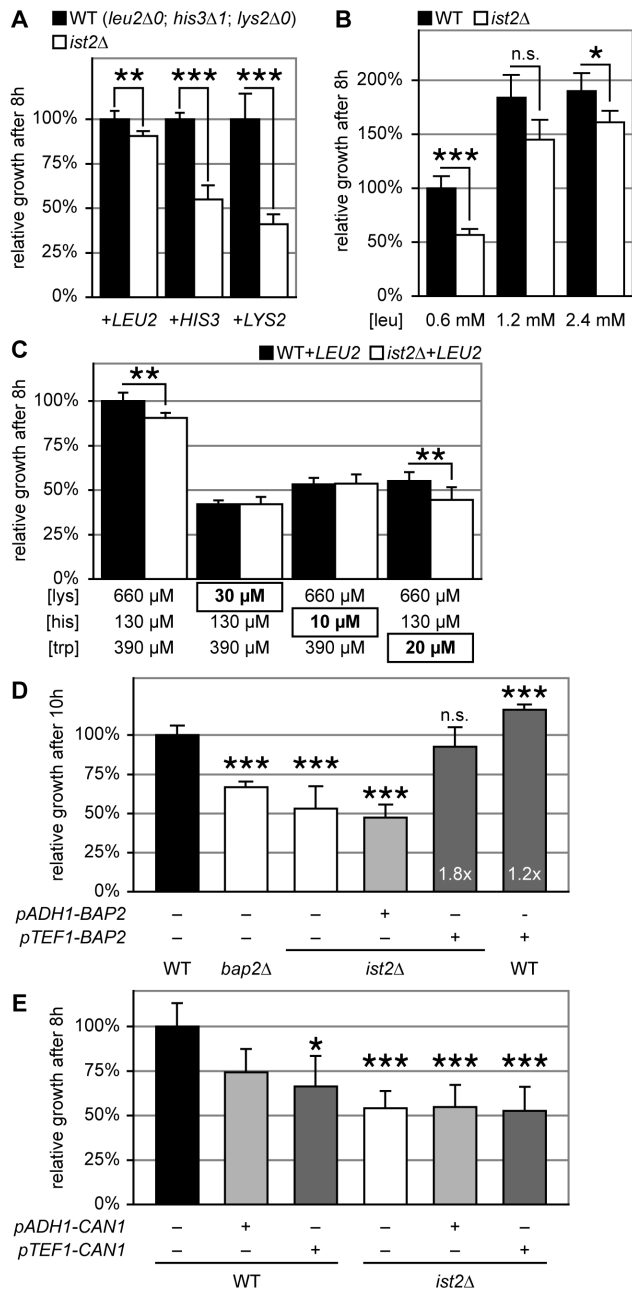 A
WT (leu2Δ0; his3Δ1; lys2Δ0)
ist2Δ
relative growth after 8h
100%
75%
50%
25%
0%
** *** ***
+LEU2 +HIS3 +LYS2
B
WT ist2Δ
relative growth after 8h
200%
150%
100%
50%
0%
*** n.s. *
[leu] 0.6 mM 1.2 mM 2.4 mM
C
WT+LEU2 ist2Δ+LEU2
relative growth after 8h
100%
75%
50%
25%
0%
** **
[lys] 660 µM 30 µM 660 µM 660 µM
[his] 130 µM 130 µM 10 µM 130 µM
[trp] 390 µM 390 µM 390 µM 20 µM
D
relative growth after 10h
100%
75%
50%
25%
0%
*** *** *** n.s. ***
1.8x 1.2x
pADH1-BAP2 – – – + – -
pTEF1-BAP2 – – – – + +
WT bap2Δ ist2Δ WT
E
relative growth after 8h
100%
75%
50%
25%
0%
* *** *** ***
pADH1-CAN1 – + – – + –
pTEF1-CAN1 – – + – – +
WT ist2Δ